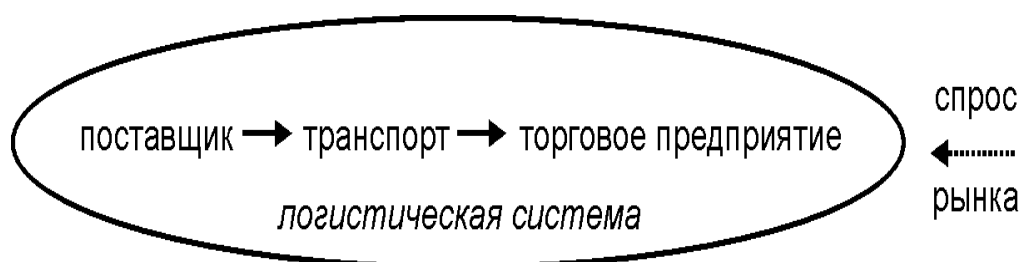 спрос
поставщик → транспорт → торговое предприятие
рынка
логистическая система